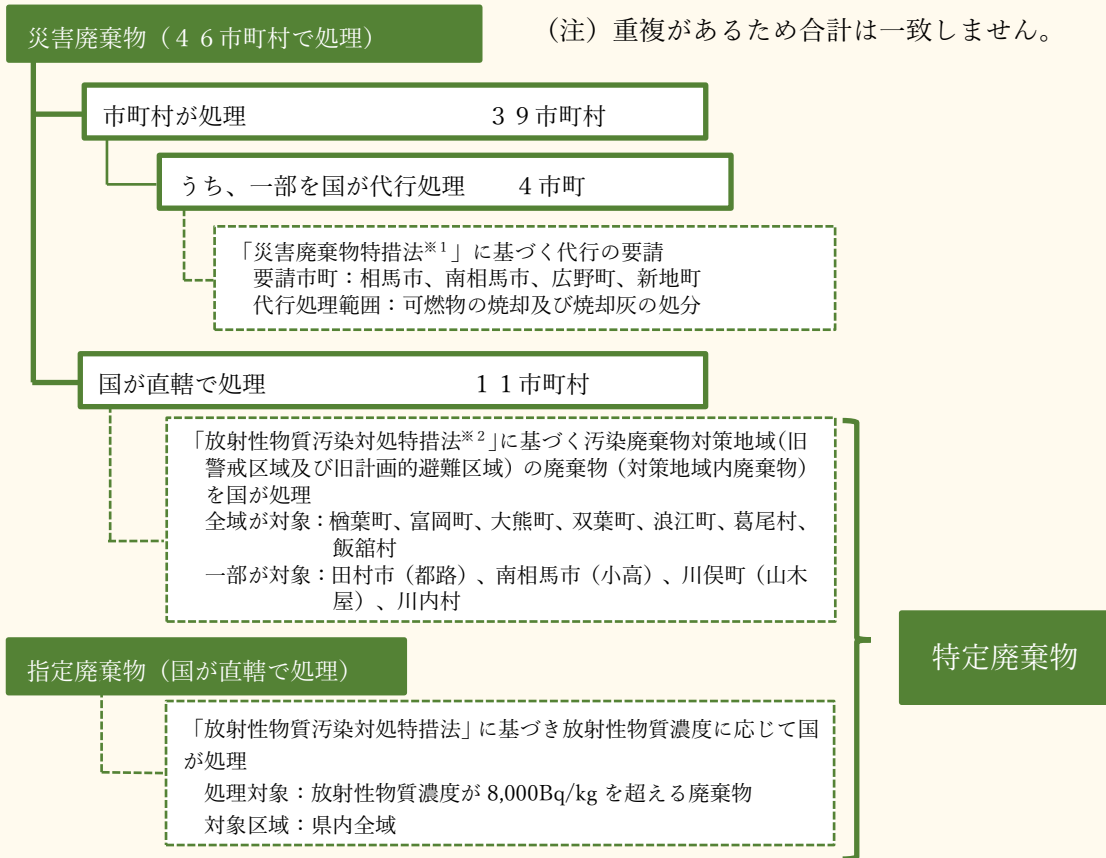 災害廃棄物（４６市町村で処理）
（注）重複があるため合計は一致しません。
市町村が処理　３９市町村
うち、一部を国が代行処理　４市町
「災害廃棄物特措法※1」に基づく代行の要請
要請市町：相馬市、南相馬市、広野町、新地町
代行処理範囲：可燃物の焼却及び焼却灰の処分
国が直轄で処理　１１市町村
「放射性物質汚染対処特措法※2」に基づく汚染廃棄物対策地域（旧
警戒区域及び旧計画的避難区域）の廃棄物（対策地域内廃棄物）
を国が処理
全域が対象：楢葉町、富岡町、大熊町、双葉町、浪江町、葛尾村、
飯舘村
一部が対象：田村市（都路）、南相馬市（小高）、川俣町（山木
屋）、川内村
指定廃棄物（国が直轄で処理）
「放射性物質汚染対処特措法」に基づき放射性物質濃度に応じて国
が処理
処理対象：放射性物質濃度が 8,000Bq/kg を超える廃棄物
対象区域：県内全域
特定廃棄物